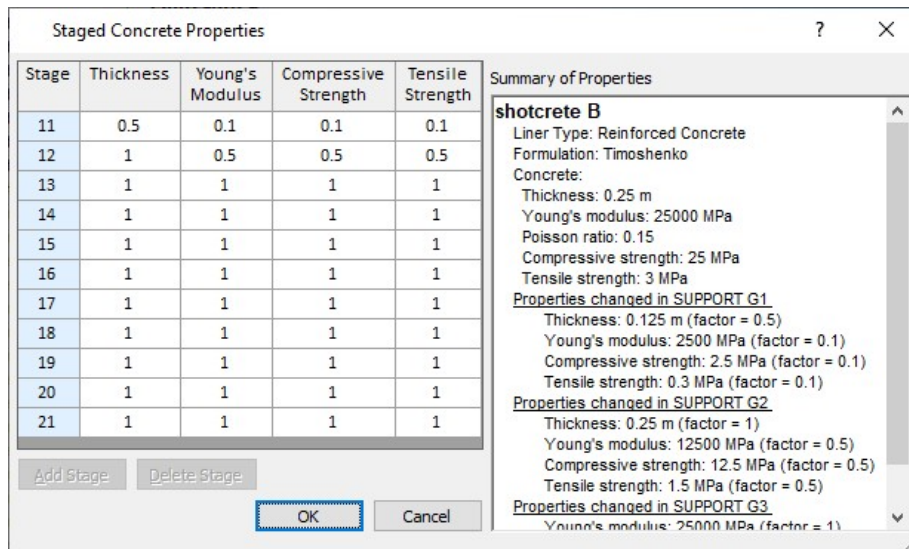 Staged Concrete Properties ? ×
Stage Thickness Young's Modulus Compressive Strength Tensile Strength
11 0.5 0.1 0.1 0.1
12 1 0.5 0.5 0.5
13 1 1 1 1
14 1 1 1 1
15 1 1 1 1
16 1 1 1 1
17 1 1 1 1
18 1 1 1 1
19 1 1 1 1
20 1 1 1 1
21 1 1 1 1
Add Stage Delete Stage
OK Cancel
Summary of Properties
shotcrete B
Liner Type: Reinforced Concrete
Formulation: Timoshenko
Concrete:
Thickness: 0.25 m
Young's modulus: 25000 MPa
Poisson ratio: 0.15
Compressive strength: 25 MPa
Tensile strength: 3 MPa
Properties changed in SUPPORT G1
Thickness: 0.125 m (factor = 0.5)
Young's modulus: 2500 MPa (factor = 0.1)
Compressive strength: 2.5 MPa (factor = 0.1)
Tensile strength: 0.3 MPa (factor = 0.1)
Properties changed in SUPPORT G2
Thickness: 0.25 m (factor = 1)
Young's modulus: 12500 MPa (factor = 0.5)
Compressive strength: 12.5 MPa (factor = 0.5)
Tensile strength: 1.5 MPa (factor = 0.5)
Properties changed in SUPPORT G3
Young's modulus: 25000 MPa (factor = 1)